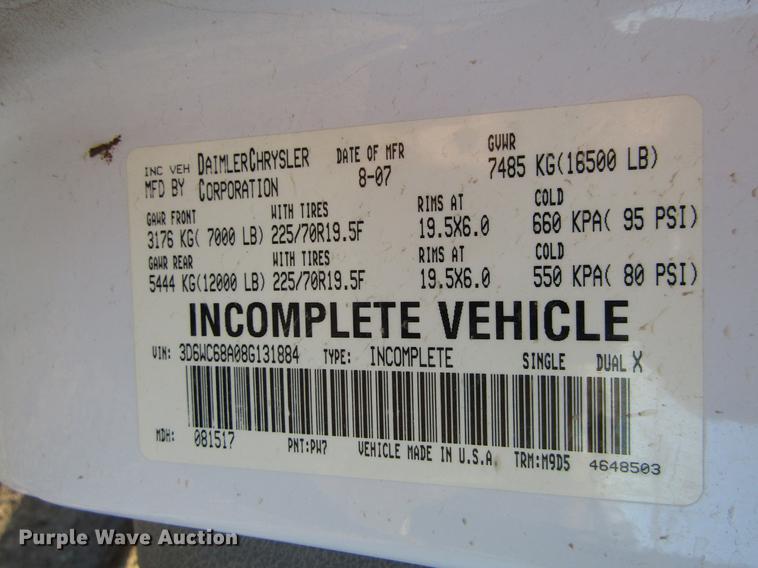 INC VEH DAIMLERCHRYSLER DATE OF MFR GVWR
MFD BY CORPORATION 8-07 7485 KG(16500 LB)
GAWR FRONT WITH TIRES RIMS AT COLD
3176 KG( 7000 LB) 225/70R19.5F 19.5X6.0 660 KPA( 95 PSI)
GAWR REAR WITH TIRES RIMS AT COLD
5444 KG(12000 LB) 225/70R19.5F 19.5X6.0 550 KPA( 80 PSI)
INCOMPLETE VEHICLE
VIN: 3D6WC68A08G131884 TYPE: INCOMPLETE SINGLE DUAL X
MDH: 081517 PNT:PW7 VEHICLE MADE IN U.S.A TRM:M9D5 4648503
Purple Wave Auction